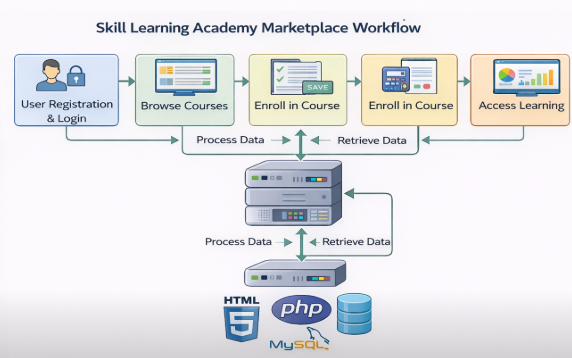 Skill Learning Academy Marketplace Workflow
User Registration
& Login
Browse Courses
SAVE
Enroll in Course
Enroll in Course
Access Learning
Process Data
Retrieve Data
Process Data
Retrieve Data
HTML
5
php
MySQL